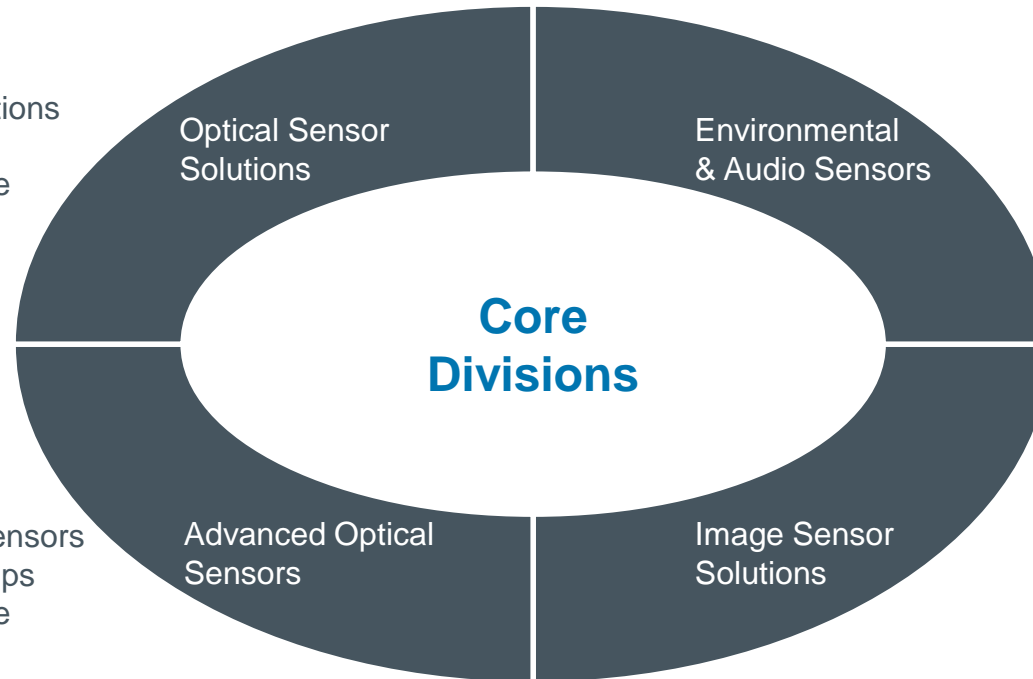 Optical Sensor
Solutions
Environmental
& Audio Sensors
Core
Divisions
Advanced Optical
Sensors
Image Sensor
Solutions